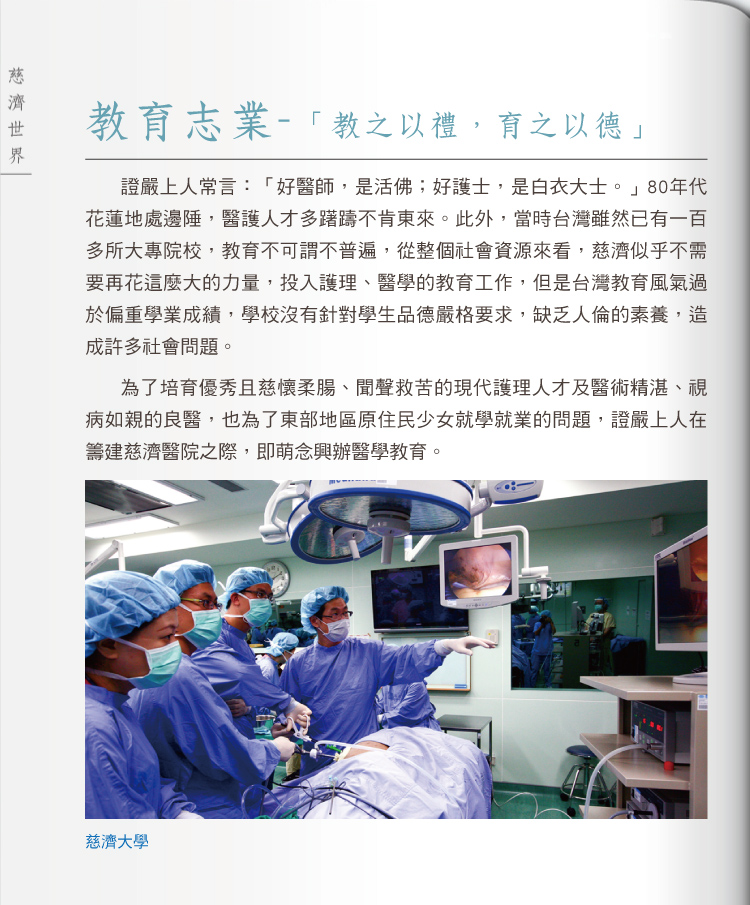 慈濟世界
教育志業-「教之以禮，育之以德」
證嚴上人常言：「好醫師，是活佛；好護士，是白衣大士。」80年代
花蓮地處邊陲，醫護人才多躇躊不肯東來。此外，當時台灣雖然已有一百
多所大專院校，教育不可謂不普遍，從整個社會資源來看，慈濟似乎不需
要再花這麼大的力量，投入護理、醫學的教育工作，但是台灣教育風氣過
於偏重學業成績，學校沒有針對學生品德嚴格要求，缺乏人倫的素養，造
成許多社會問題。
為了培育優秀且慈懷柔腸、聞聲救苦的現代護理人才及醫術精湛、視
病如親的良醫，也為了東部地區原住民少女就學就業的問題，證嚴上人在
籌建慈濟醫院之際，即萌念興辦醫學教育。
慈濟大學